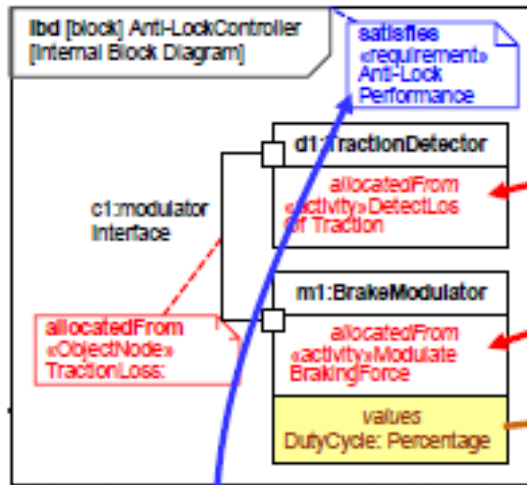 ibd [block] Anti-LockController
[Internal Block Diagram]
satisfies
«requirement»
Anti-Lock
Performance
d1:TractionDetector
allocatedFrom
«activity»DetectLos
Of Traction
c1:modulator
Interface
m1:BrakeModulator
allocatedFrom
«activity»Modulate
BrakingForce
allocatedFrom
«ObjectNode»
TractionLoss:
values
DutyCycle: Percentage